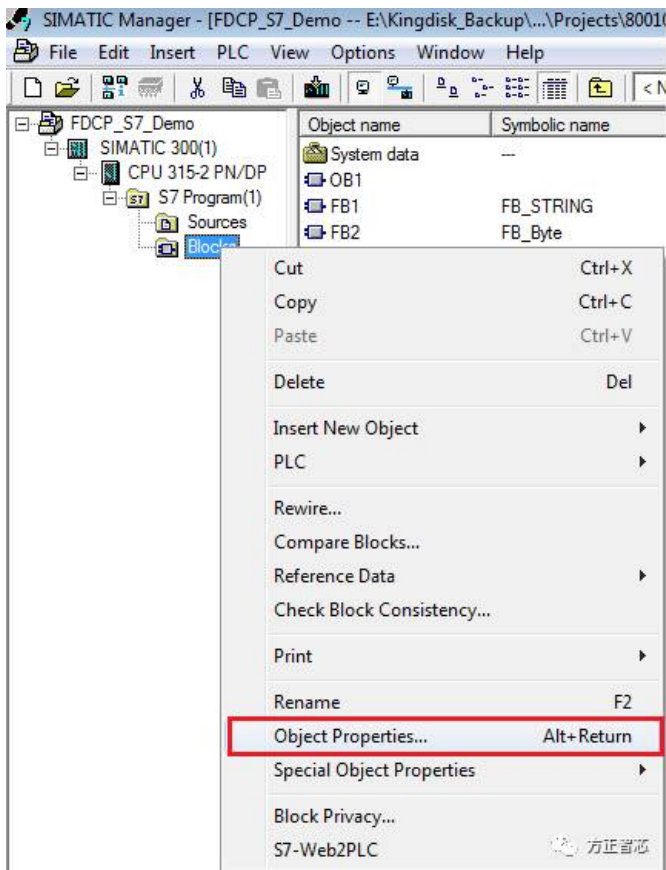 SIMATIC Manager - [FDCP_S7_Demo -- E:\Kingdisk_Backup\...\Projects\80010
File Edit Insert PLC View Options Window Help
< N
FDCP_S7_Demo
Object name Symbolic name
SIMATIC 300(1)
System data ---
CPU 315-2 PN/DP
OB1
S7 Program(1)
FB1 FB_STRING
Sources
FB2 FB_Byte
Blocks
Cut Ctrl+X
Copy Ctrl+C
Paste Ctrl+V
Delete Del
Insert New Object
PLC
Rewire...
Compare Blocks...
Reference Data
Check Block Consistency...
Print
Rename F2
Object Properties... Alt+Return
Special Object Properties
Block Privacy...
S7-Web2PLC
方正智芯